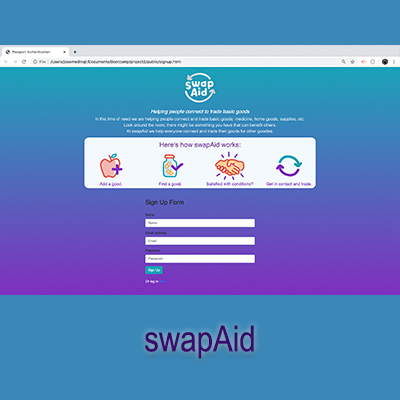 Passport Authentication
File | /Users/josemedina/Documents/Bootcamp/project2/public/signup.html
swap
Aid
Helping people connect to trade basic goods
In this time of need we are helping people connect and trade basic goods: medicine, home goods, supplies, etc.
Look around the room, there might be something you have that can benefit others.
At swapAid we help everyone connect and trade their goods for other goodies.
Here's how swapAid works:
Add a good. Find a good. Satisfied with conditions? Get in contact and trade.
Sign Up Form
Name
Name
Email address
Email
Password
Password
Sign Up
Or log in
swapAid